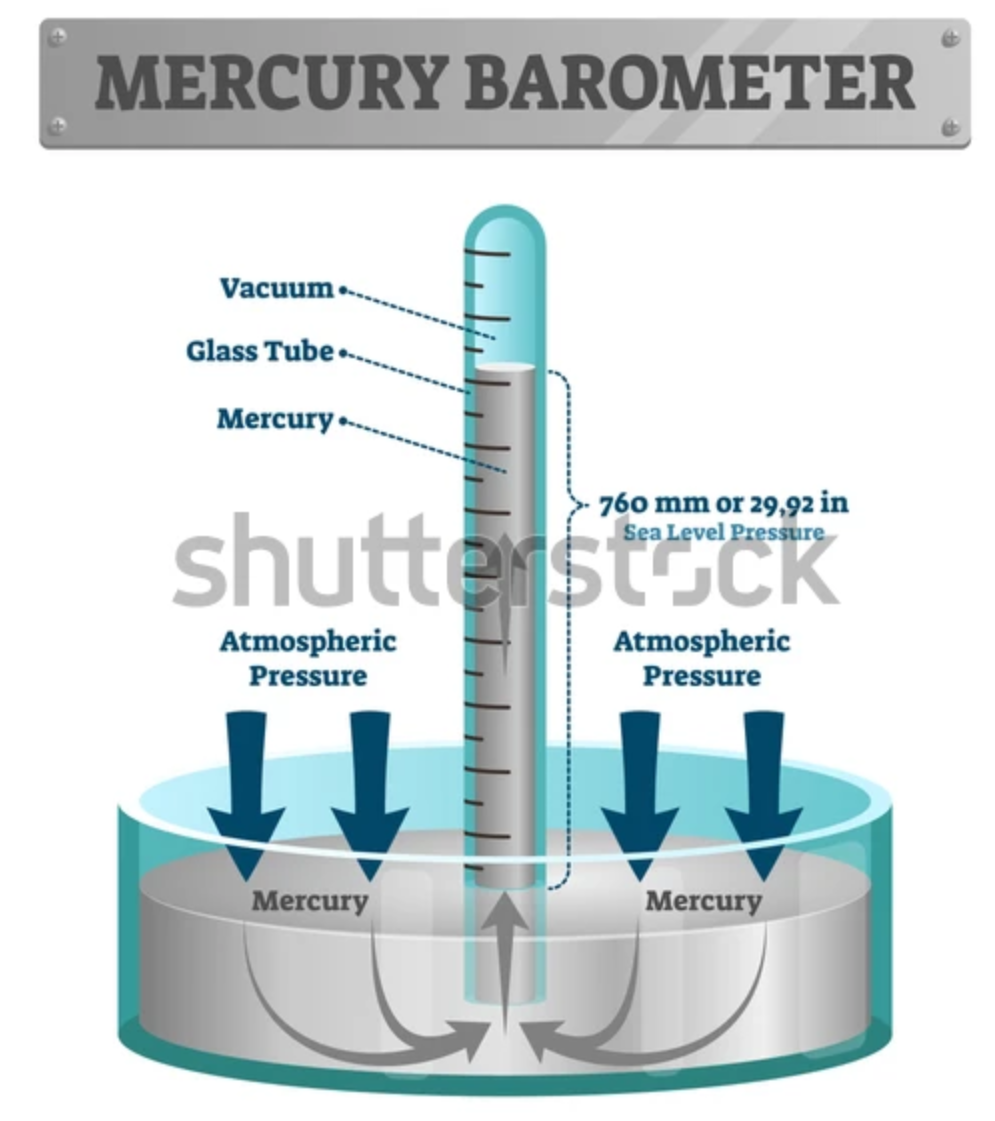 MERCURY BAROMETER
Vacuum
Glass Tube
Mercury
760 mm or 29,92 in
Sea Level Pressure
shutterstock
Atmospheric
Pressure
Atmospheric
Pressure
Mercury
Mercury